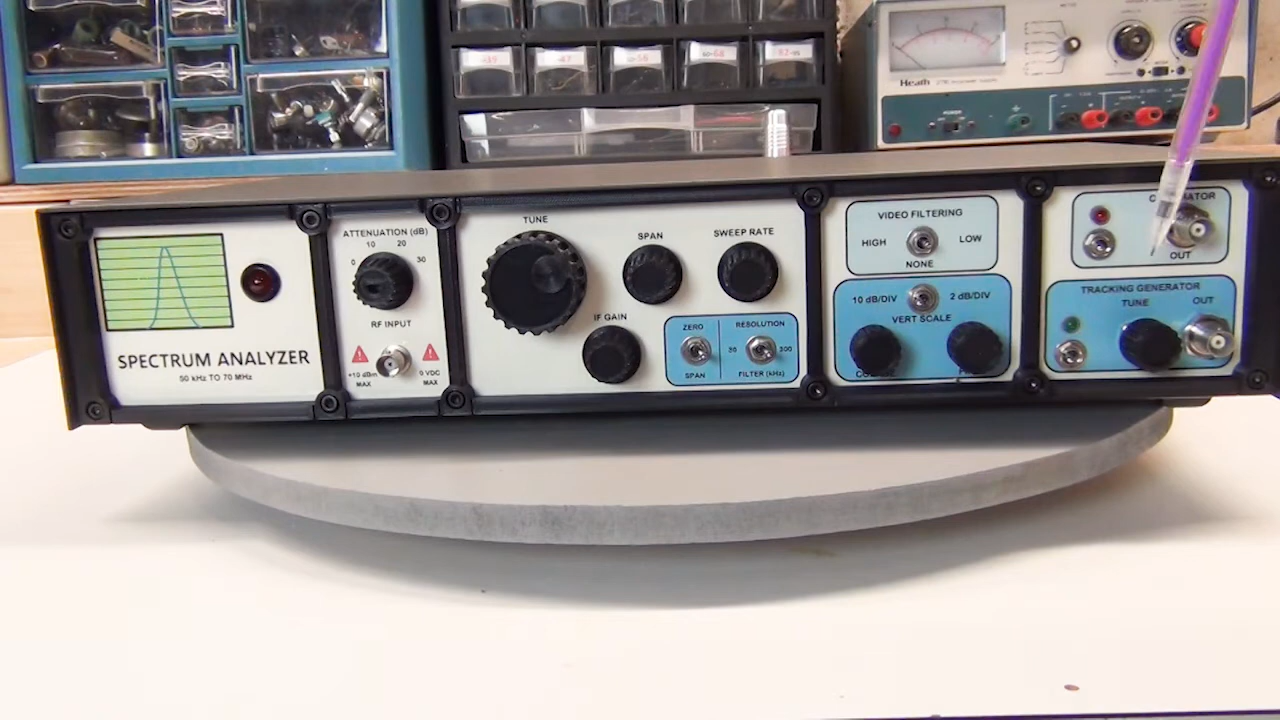 Heath
SPECTRUM ANALYZER
50 kHz TO 70 MHz
ATTENUATION (dB)
0 10 20 30
RF INPUT
+10 dBm MAX
0 VDC MAX
TUNE
SPAN
SWEEP RATE
IF GAIN
ZERO
SPAN
RESOLUTION
30 300
FILTER (kHz)
VIDEO FILTERING
HIGH LOW
NONE
10 dB/DIV 2 dB/DIV
VERT SCALE
OUT
TRACKING GENERATOR
TUNE OUT